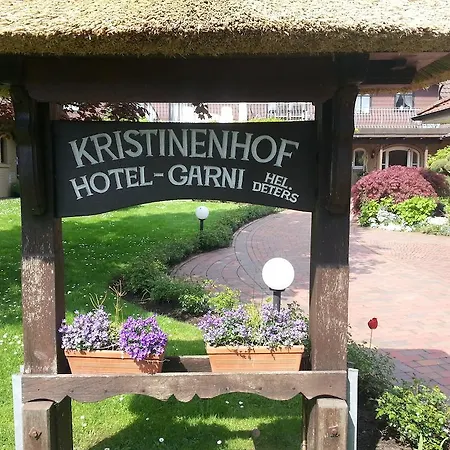 KRISTINENHOF
HOTEL-GARNI HEL.
DETERS